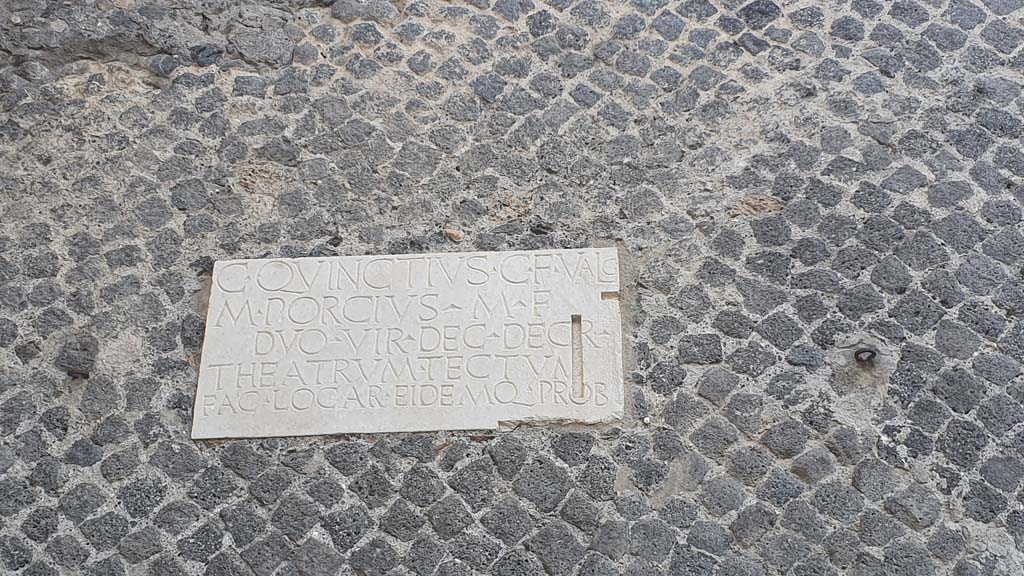 C·QVINCTIVS·C·F·VALG
M·PORCIVS·M·F
DVO·VIR·DEC·DECR
THEATRVM·TECTVM
FAC·LOCAR·EIDEMQ·PROB